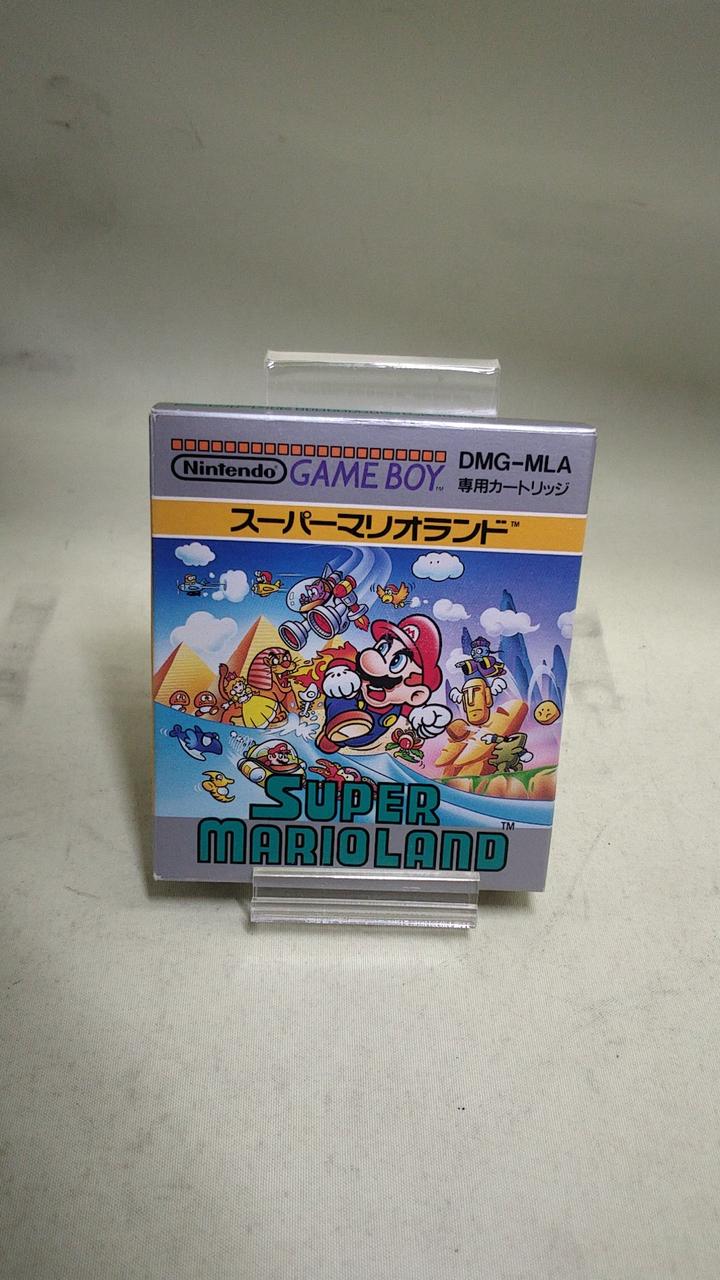 Nintendo GAME BOY™ DMG-MLA
専用カートリッジ
スーパーマリオランド™
SUPER
MARIOLAND™